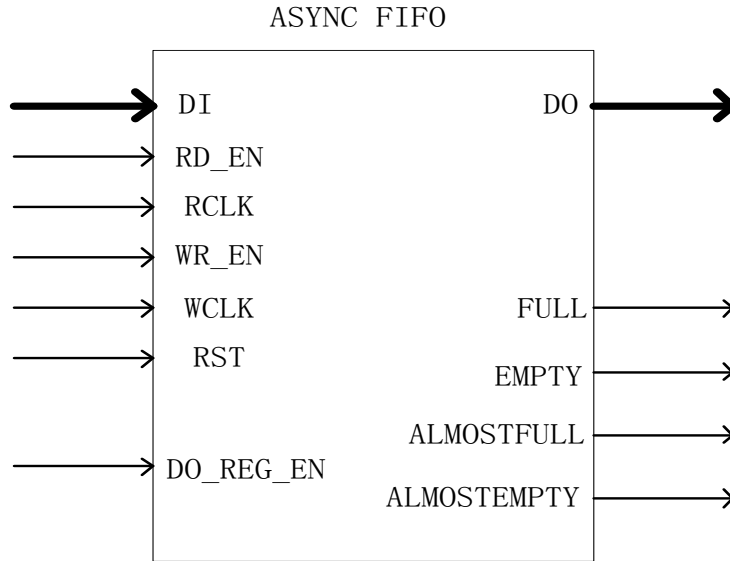 ASYNC FIFO
DI
DO
RD_EN
RCLK
WR_EN
WCLK
FULL
RST
EMPTY
ALMOSTFULL
DO_REG_EN
ALMOSTEMPTY